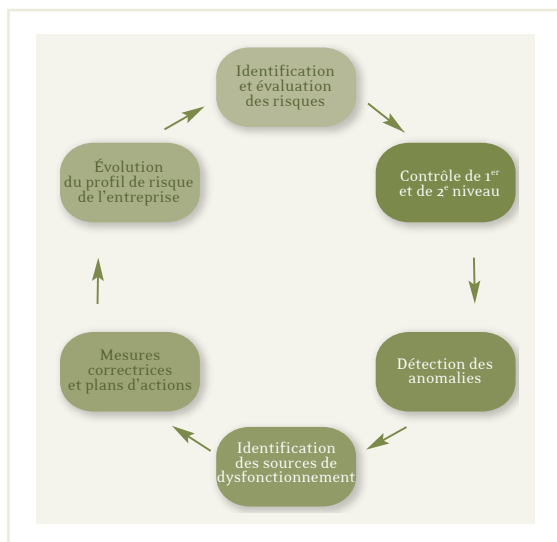 Identification
et évaluation
des risques
Contrôle de 1er
et de 2e niveau
Détection des
anomalies
Identification
des sources de
dysfonctionnement
Mesures
correctrices
et plans d'actions
Évolution
du profil de risque
de l'entreprise